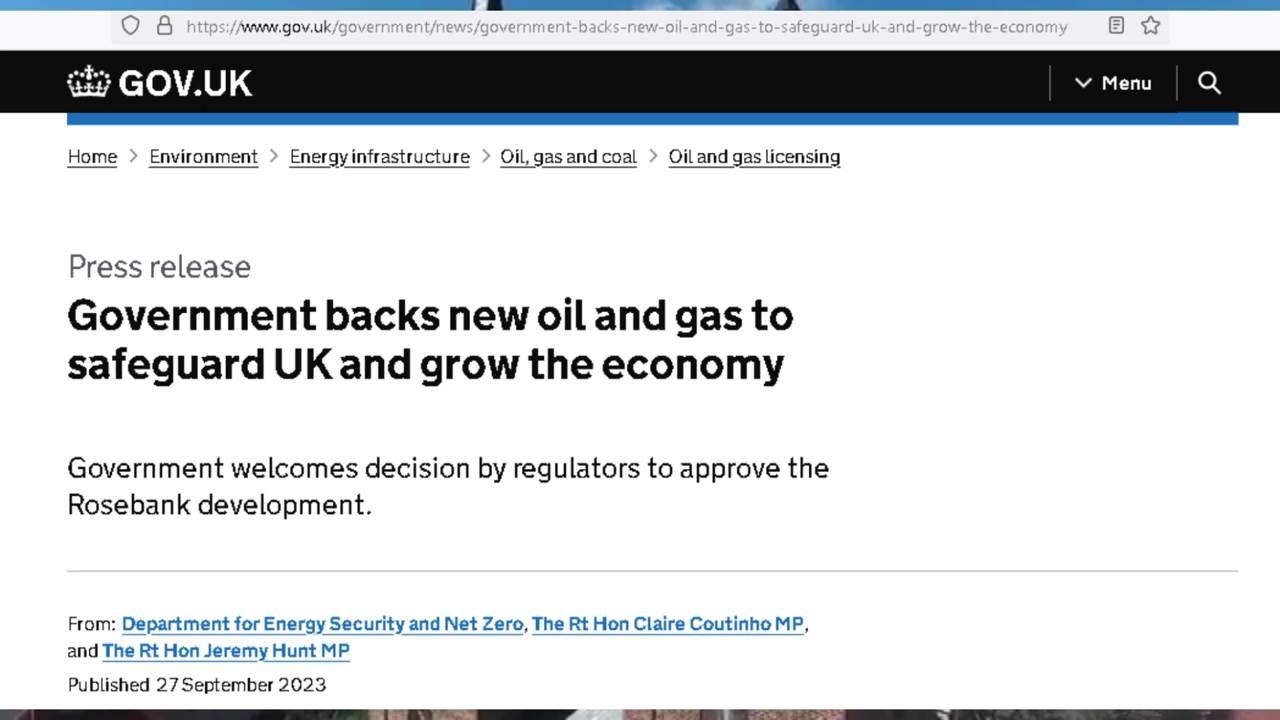 https://www.gov.uk/government/news/government-backs-new-oil-and-gas-to-safeguard-uk-and-grow-the-economy
GOV.UK
Menu
Home > Environment > Energy infrastructure > Oil, gas and coal > Oil and gas licensing
Press release
Government backs new oil and gas to
safeguard UK and grow the economy
Government welcomes decision by regulators to approve the
Rosebank development.
From: Department for Energy Security and Net Zero, The Rt Hon Claire Coutinho MP,
and The Rt Hon Jeremy Hunt MP
Published 27 September 2023